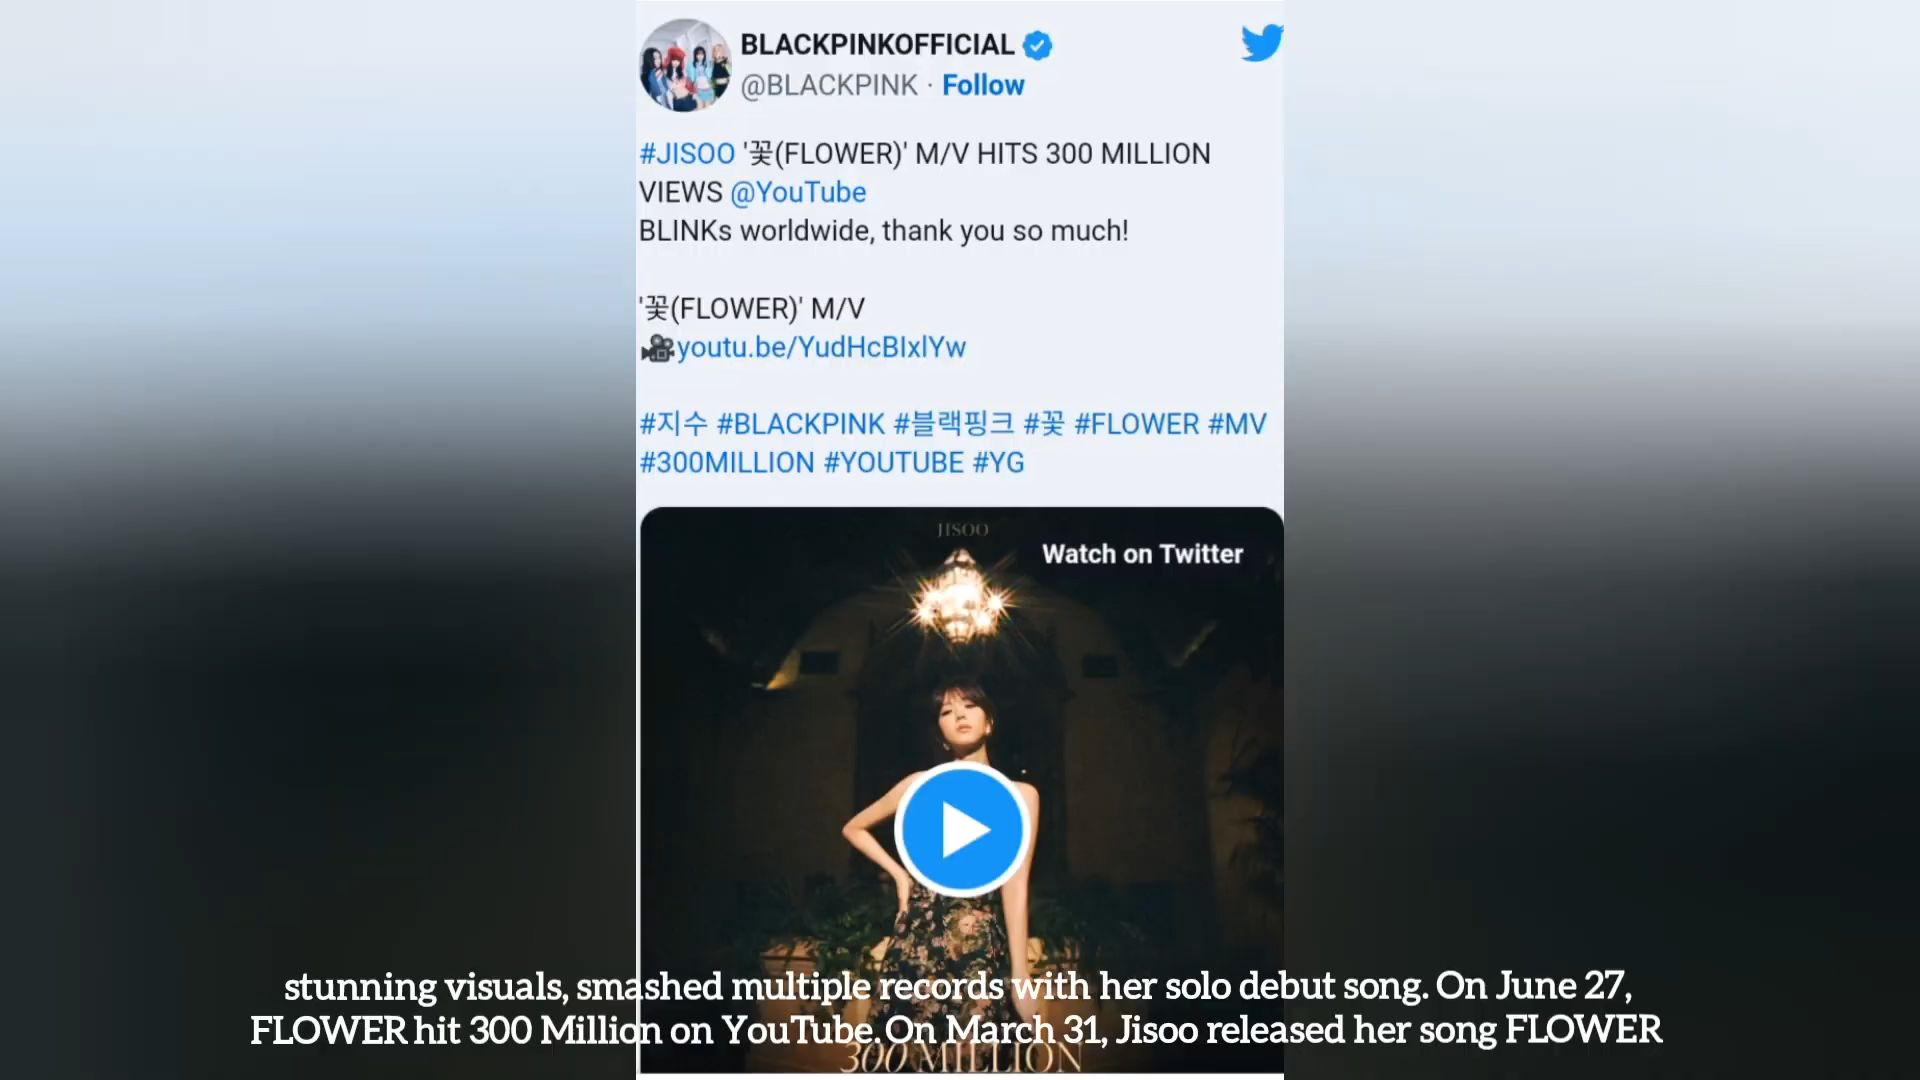 BLACKPINKOFFICIAL
@BLACKPINK · Follow
#JISOO '꽃(FLOWER)' M/V HITS 300 MILLION
VIEWS @YouTube
BLINKs worldwide, thank you so much!
'꽃(FLOWER)' M/V
youtu.be/YudHcBIxlYw
#지수 #BLACKPINK #블랙핑크 #꽃 #FLOWER #MV
#300MILLION #YOUTUBE #YG
JISOO
Watch on Twitter
stunning visuals, smashed multiple records with her solo debut song. On June 27,
FLOWER hit 300 Million on YouTube. On March 31, Jisoo released her song FLOWER
300 MILLION